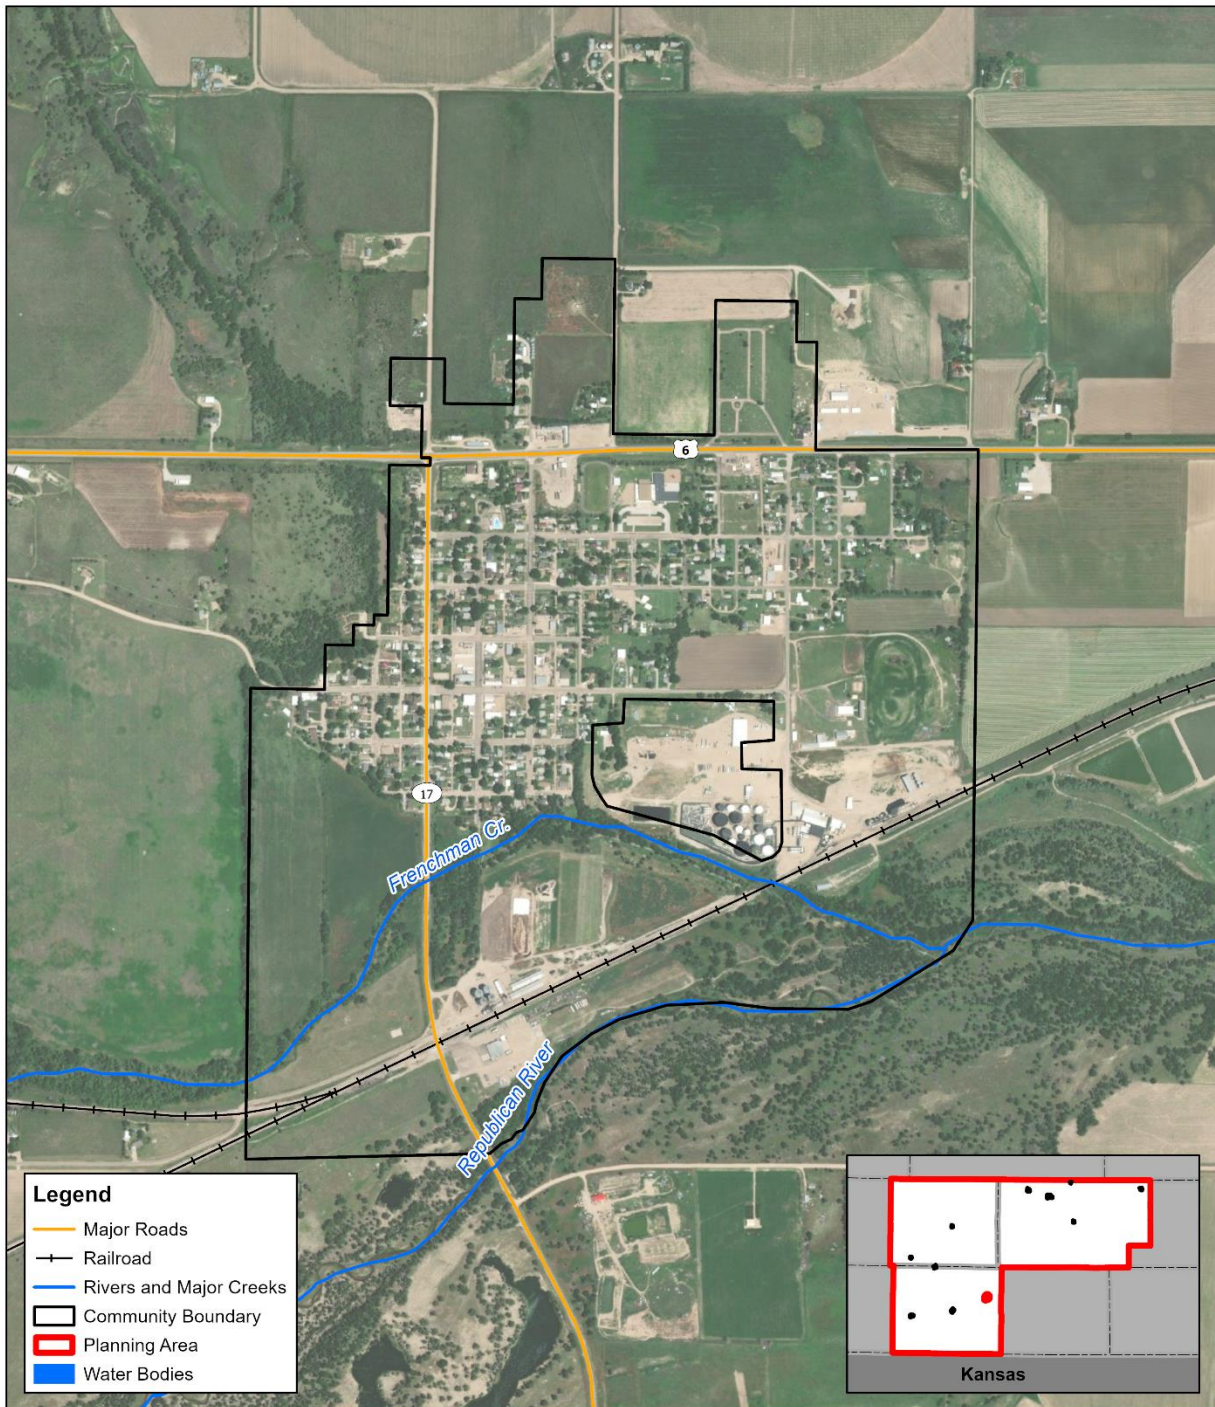 6
17
Frenchman Cr.
Republican River
Legend
Major Roads
Railroad
Rivers and Major Creeks
Community Boundary
Planning Area
Water Bodies
Kansas